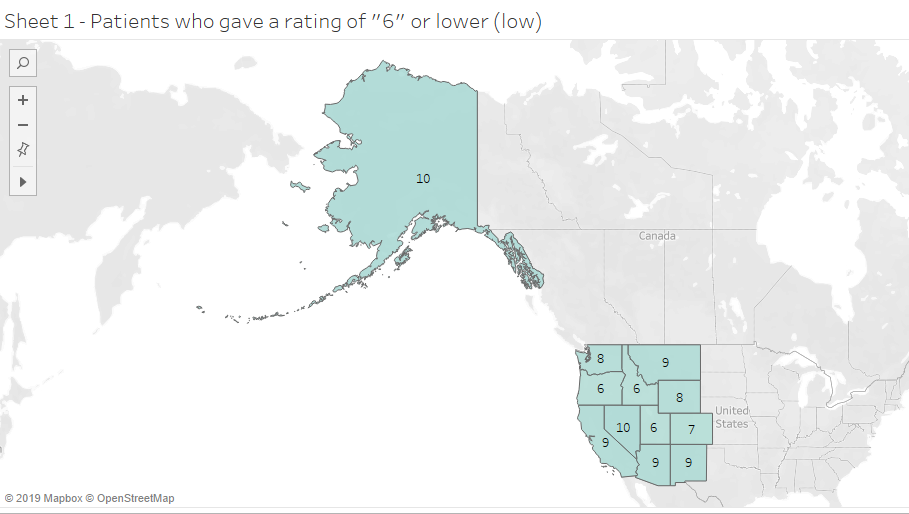 Sheet 1 - Patients who gave a rating of "6" or lower (low)
10
Canada
8
9
6
6
8
United
States
10
6
7
9
9
9
© 2019 Mapbox © OpenStreetMap